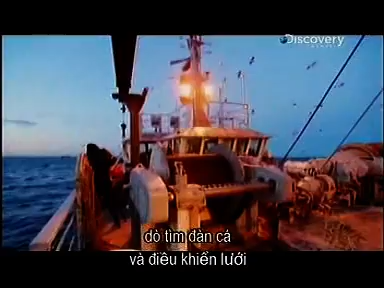 Discovery
dò tìm đàn cá
và điều khiển lưới